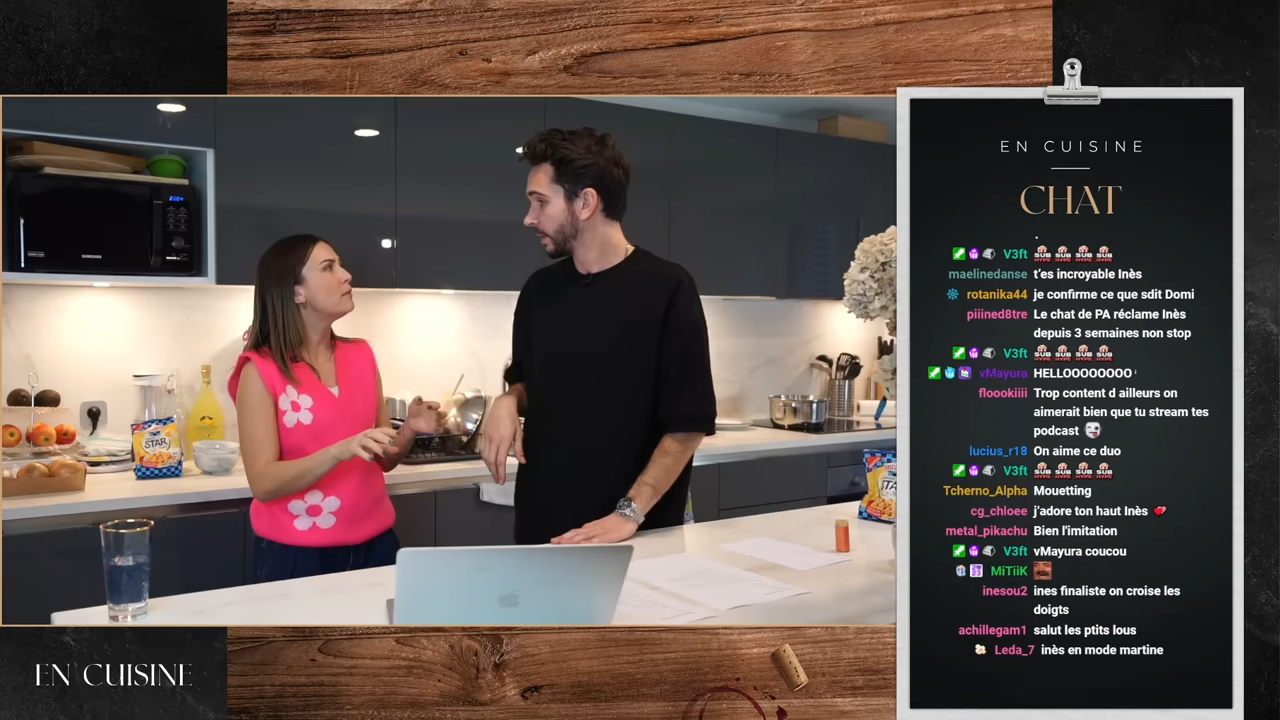 EN CUISINE
CHAT
V3ft
maelinedanse t'es incroyable Inès
rotanika44 je confirme ce que sdit Domi
piiined8tre Le chat de PA réclame Inès
depuis 3 semaines non stop
V3ft
vMayura HELLOOOOOOOO
floookiiii Trop content d ailleurs on
aimerait bien que tu stream tes
podcast
lucius_r18 On aime ce duo
V3ft
Tcherno_Alpha Mouetting
cg_chloee j'adore ton haut Inès
metal_pikachu Bien l'imitation
V3ft vMayura coucou
MiTiiK
inesou2 ines finaliste on croise les
doigts
achillegam1 salut les ptits lous
Leda_7 inès en mode martine
SAMSUNG
STAR
EN CUISINE